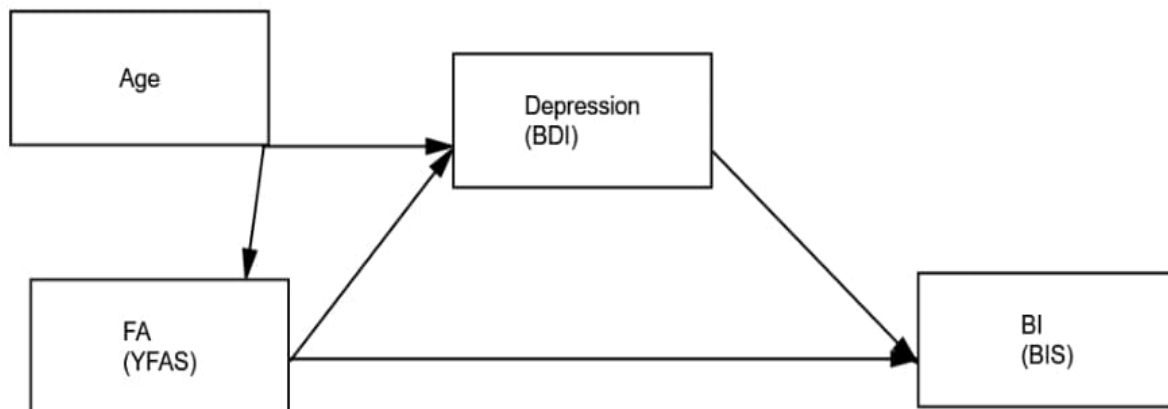 Age
Depression
(BDI)
FA
(YFAS)
BI
(BIS)